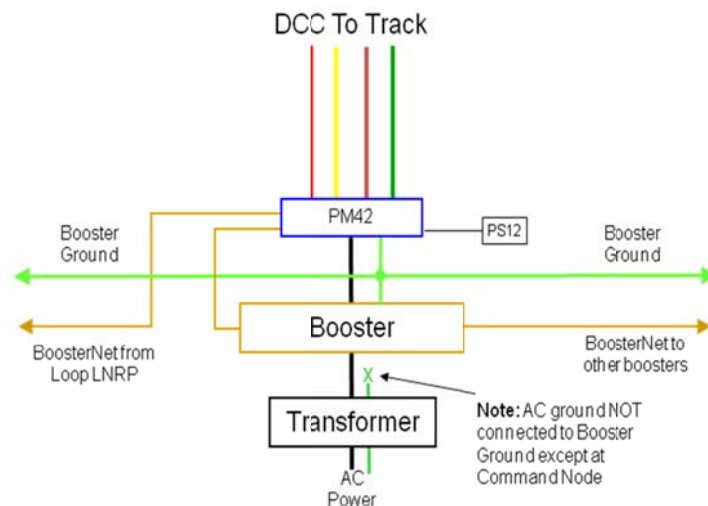 DCC To Track
PM42
PS12
Booster
Ground
Booster
Ground
Booster
BoosterNet from
Loop LNRP
BoosterNet to
other boosters
X
Transformer
Note: AC ground NOT
connected to Booster
Ground except at
Command Node
AC
Power